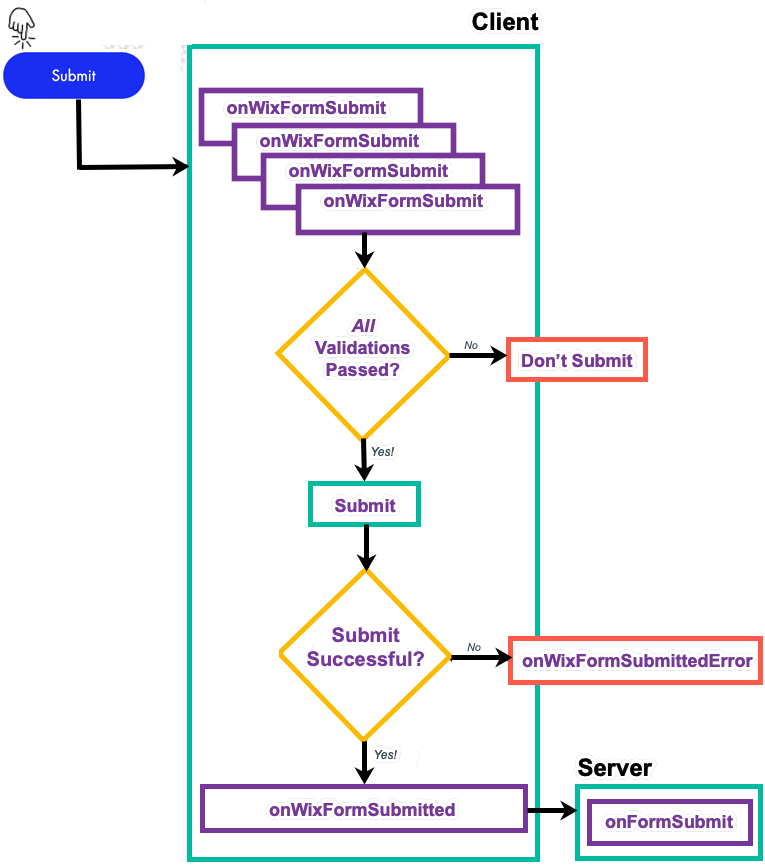 Client
Submit
onWixFormSubmit
onWixFormSubmit
onWixFormSubmit
onWixFormSubmit
All
Validations
Passed?
No
Don't Submit
Yes!
Submit
Submit
Successful?
No
onWixFormSubmittedError
Yes!
Server
onWixFormSubmitted
onFormSubmit